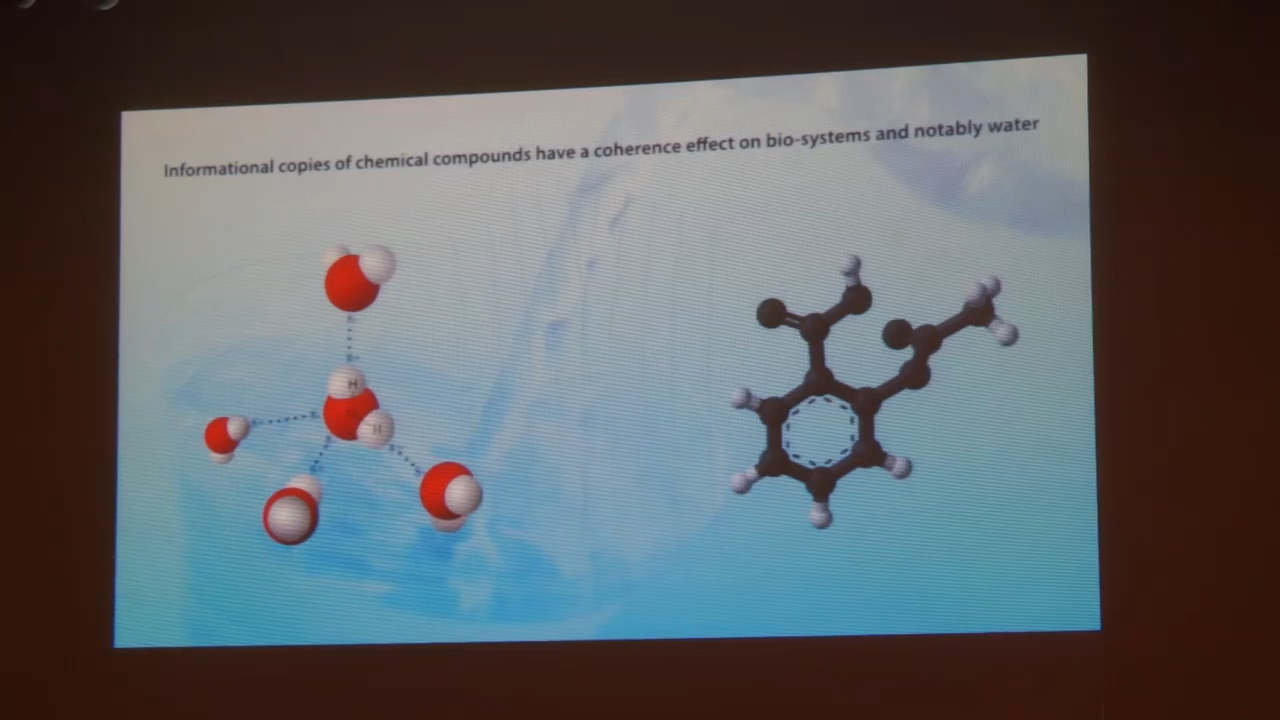 Informational copies of chemical compounds have a coherence effect on bio-systems and notably water
H
H